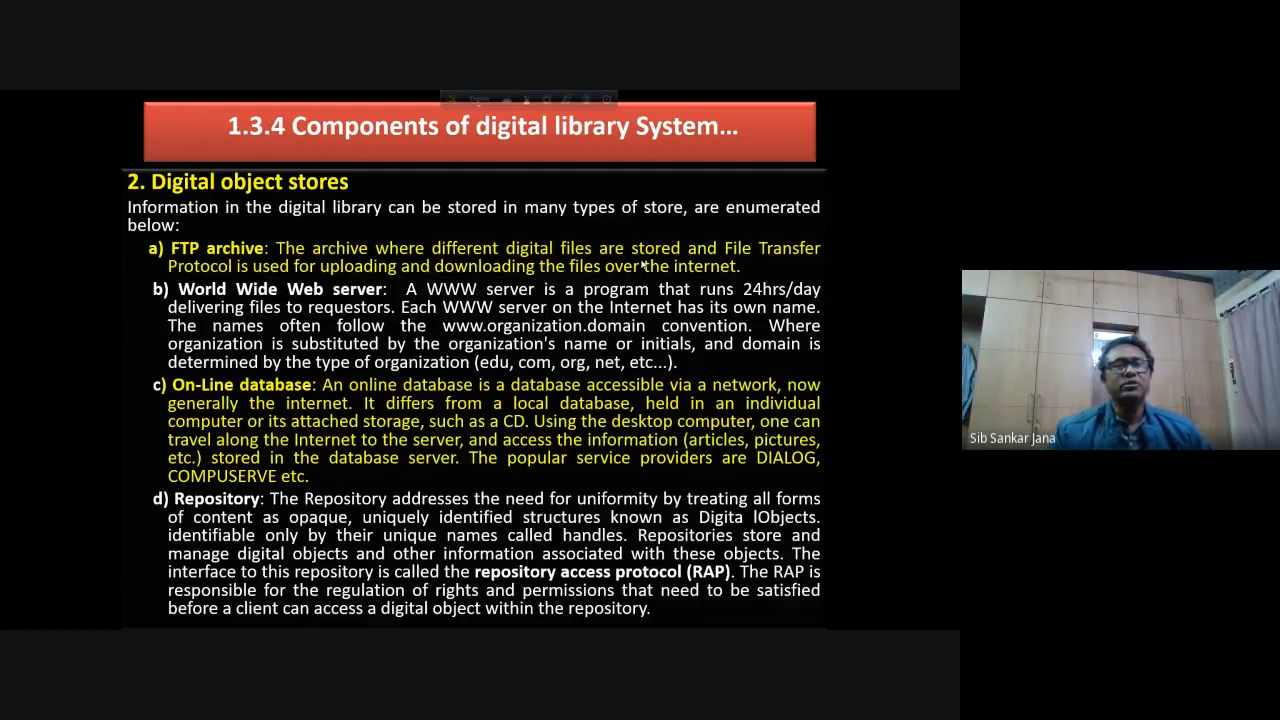 English
1.3.4 Components of digital library System…
2. Digital object stores
Information in the digital library can be stored in many types of store, are enumerated
below:
a) FTP archive: The archive where different digital files are stored and File Transfer
Protocol is used for uploading and downloading the files over the internet.
b) World Wide Web server: A WWW server is a program that runs 24hrs/day
delivering files to requestors. Each WWW server on the Internet has its own name.
The names often follow the www.organization.domain convention. Where
organization is substituted by the organization's name or initials, and domain is
determined by the type of organization (edu, com, org, net, etc...).
c) On-Line database: An online database is a database accessible via a network, now
generally the internet. It differs from a local database, held in an individual
computer or its attached storage, such as a CD. Using the desktop computer, one can
travel along the Internet to the server, and access the information (articles, pictures,
etc.) stored in the database server. The popular service providers are DIALOG,
COMPUSERVE etc.
d) Repository: The Repository addresses the need for uniformity by treating all forms
of content as opaque, uniquely identified structures known as Digita lObjects.
identifiable only by their unique names called handles. Repositories store and
manage digital objects and other information associated with these objects. The
interface to this repository is called the repository access protocol (RAP). The RAP is
responsible for the regulation of rights and permissions that need to be satisfied
before a client can access a digital object within the repository.
Sib Sankar Jana